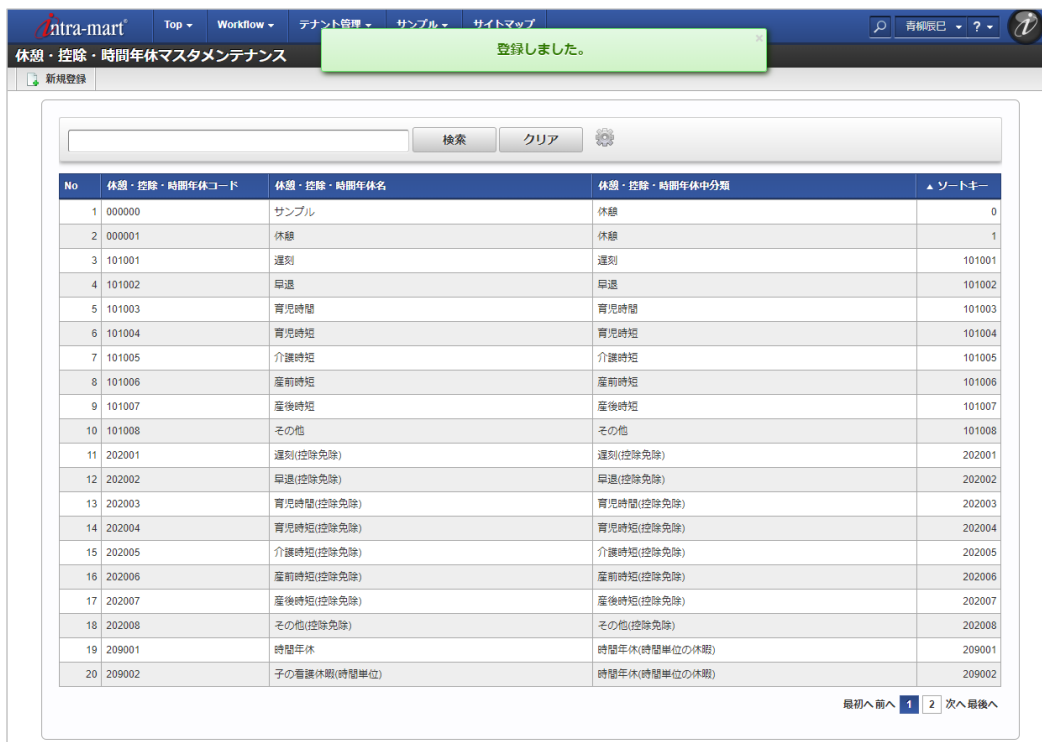 intra-mart® Top Workflow テナント管理 サンプル サイトマップ 青柳辰巳 ?
登録しました。 ×
休憩・控除・時間年休マスタメンテナンス
新規登録
検索 クリア
No 休憩・控除・時間年休コード 休憩・控除・時間年休名 休憩・控除・時間年休中分類 ▲ ソートキー
1 000000 サンプル 休憩 0
2 000001 休憩 休憩 1
3 101001 遅刻 遅刻 101001
4 101002 早退 早退 101002
5 101003 育児時間 育児時間 101003
6 101004 育児時短 育児時短 101004
7 101005 介護時短 介護時短 101005
8 101006 産前時短 産前時短 101006
9 101007 産後時短 産後時短 101007
10 101008 その他 その他 101008
11 202001 遅刻(控除免除) 遅刻(控除免除) 202001
12 202002 早退(控除免除) 早退(控除免除) 202002
13 202003 育児時間(控除免除) 育児時間(控除免除) 202003
14 202004 育児時短(控除免除) 育児時短(控除免除) 202004
15 202005 介護時短(控除免除) 介護時短(控除免除) 202005
16 202006 産前時短(控除免除) 産前時短(控除免除) 202006
17 202007 産後時短(控除免除) 産後時短(控除免除) 202007
18 202008 その他(控除免除) その他(控除免除) 202008
19 209001 時間年休 時間年休(時間単位の休暇) 209001
20 209002 子の看護休暇(時間単位) 時間年休(時間単位の休暇) 209002
最初へ 前へ 1 2 次へ 最後へ